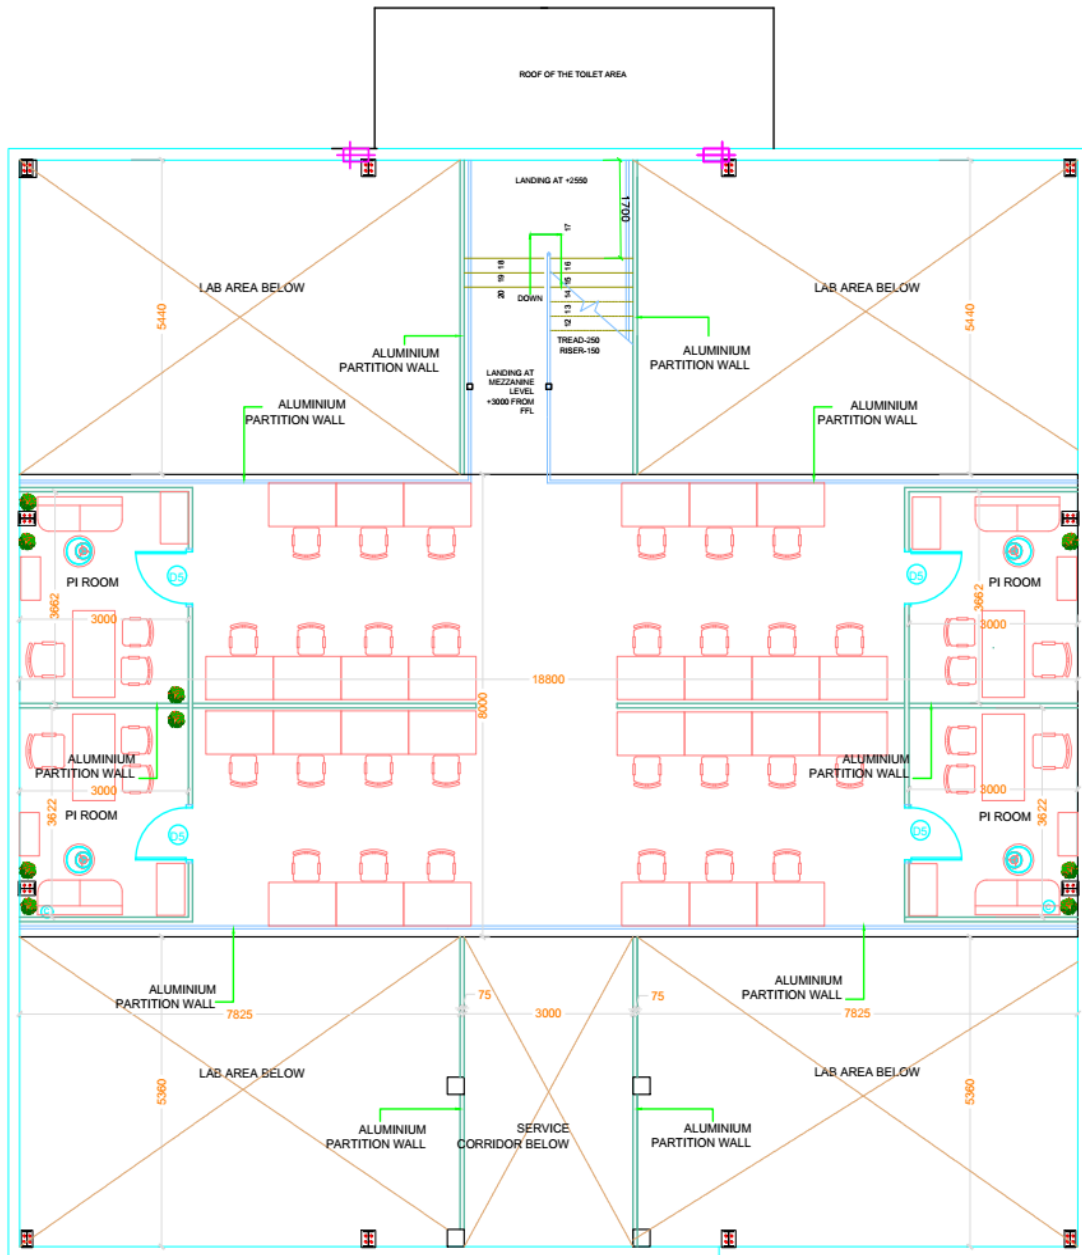 ROOF OF THE TOILET AREA
LANDING AT +2550
1700
17
18
19
20
16
15
14
13
12
DOWN
TREAD-250
RISER-150
LANDING AT
MEZZANINE
LEVEL
+3000 FROM
FFL
LAB AREA BELOW
5440
LAB AREA BELOW
5440
ALUMINIUM
PARTITION WALL
ALUMINIUM
PARTITION WALL
ALUMINIUM
PARTITION WALL
ALUMINIUM
PARTITION WALL
PI ROOM
D5
3662
3000
D5
PI ROOM
3662
3000
18800
8000
ALUMINIUM
PARTITION WALL
3000
3622
PI ROOM
D5
C
ALUMINIUM
PARTITION WALL
3000
3622
PI ROOM
D5
C
ALUMINIUM
PARTITION WALL
7825
75
3000
75
ALUMINIUM
PARTITION WALL
7825
LAB AREA BELOW
5360
LAB AREA BELOW
5360
ALUMINIUM
PARTITION WALL
SERVICE
CORRIDOR BELOW
ALUMINIUM
PARTITION WALL